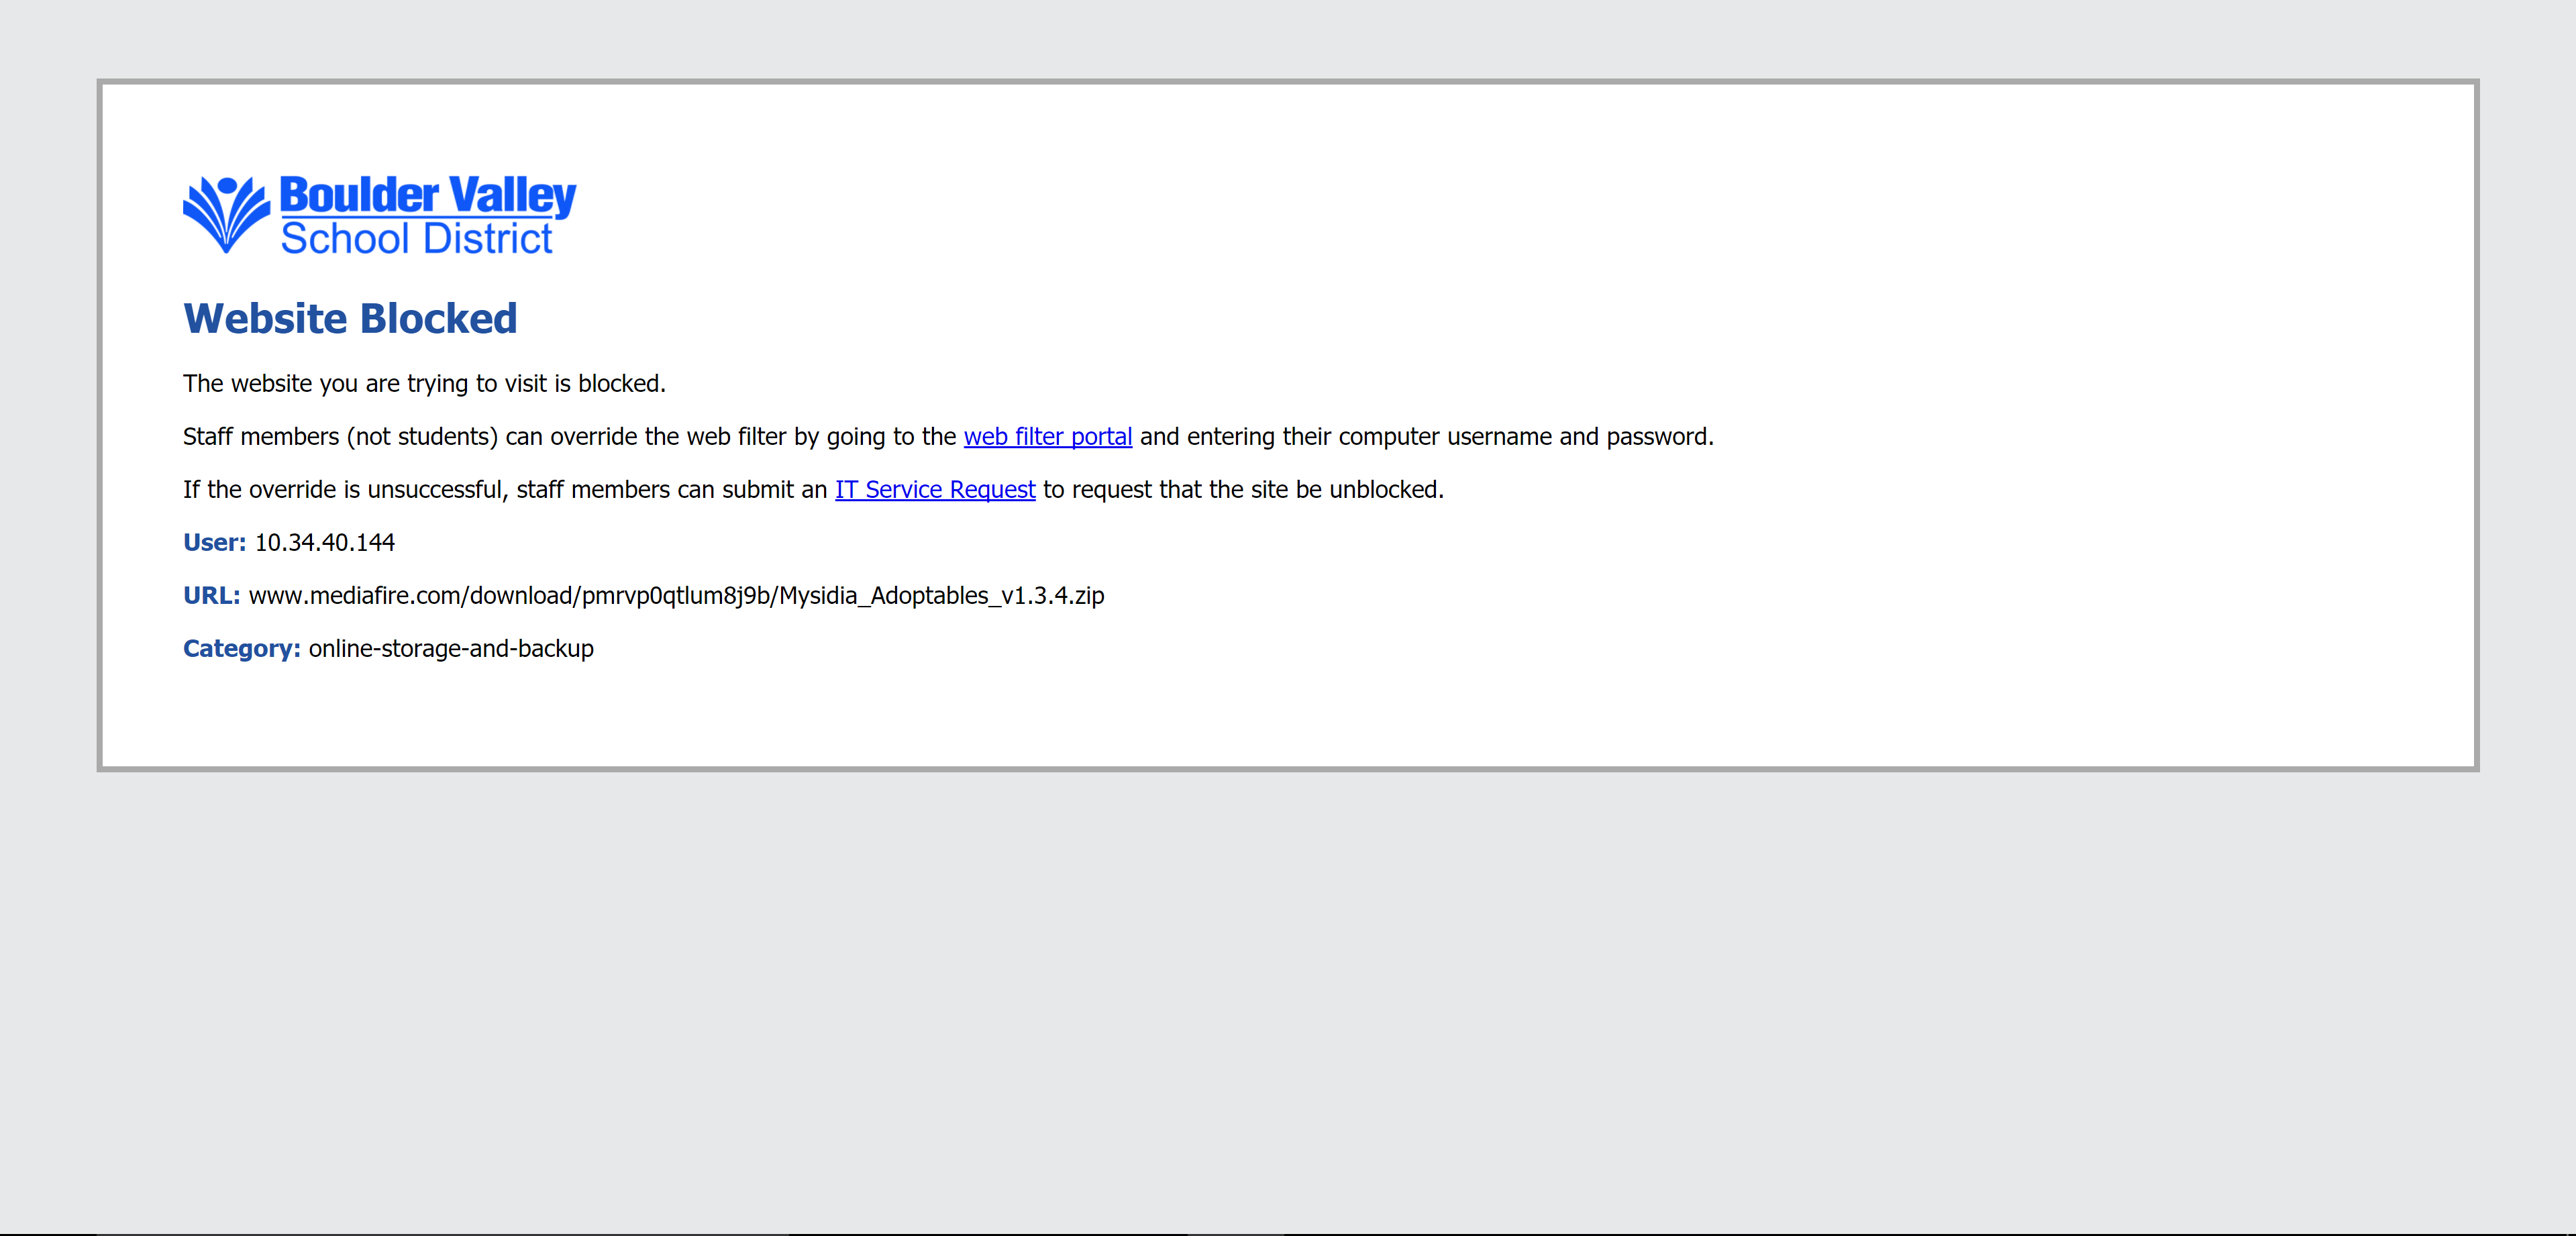 Boulder Valley
School District
Website Blocked
The website you are trying to visit is blocked.
Staff members (not students) can override the web filter by going to the web filter portal and entering their computer username and password.
If the override is unsuccessful, staff members can submit an IT Service Request to request that the site be unblocked.
User: 10.34.40.144
URL: www.mediafire.com/download/pmrvp0qtlum8j9b/Mysidia_Adoptables_v1.3.4.zip
Category: online-storage-and-backup